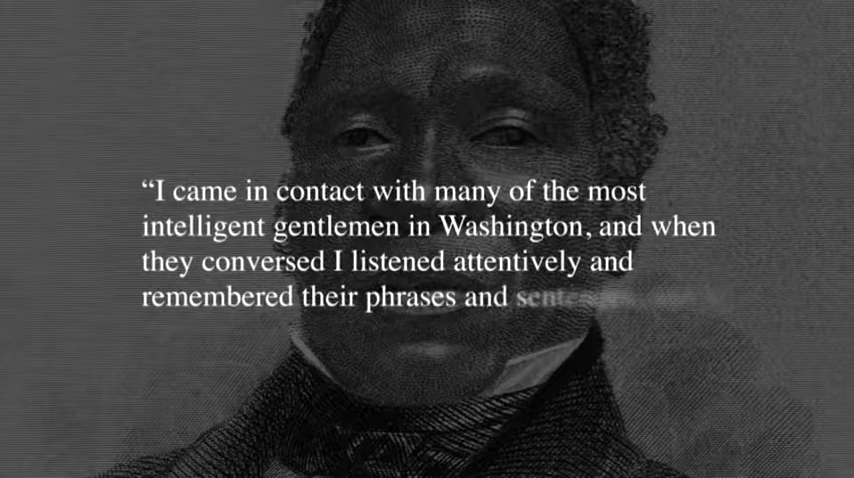 “I came in contact with many of the most
intelligent gentlemen in Washington, and when
they conversed I listened attentively and
remembered their phrases and sentences